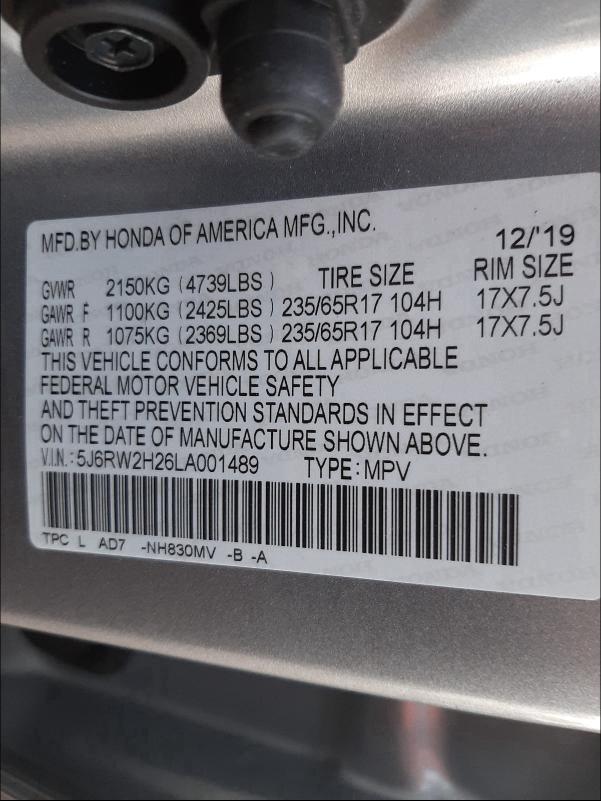 MFD.BY HONDA OF AMERICA MFG.,INC.
12/'19
GVWR 2150KG (4739LBS) TIRE SIZE RIM SIZE
GAWR F 1100KG (2425LBS) 235/65R17 104H 17X7.5J
GAWR R 1075KG (2369LBS) 235/65R17 104H 17X7.5J
THIS VEHICLE CONFORMS TO ALL APPLICABLE
FEDERAL MOTOR VEHICLE SAFETY
AND THEFT PREVENTION STANDARDS IN EFFECT
ON THE DATE OF MANUFACTURE SHOWN ABOVE.
V.I.N.: 5J6RW2H26LA001489 TYPE: MPV
TPC L AD7 -NH830MV -B -A